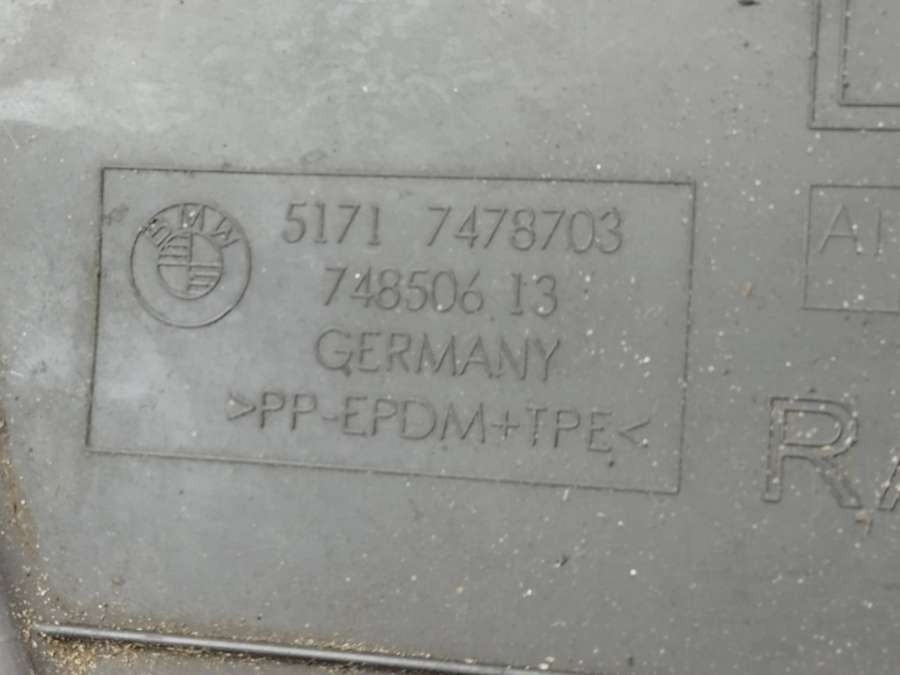 BMW
5171 7478703
748506 13
GERMANY
>PP-EPDM+TPE<